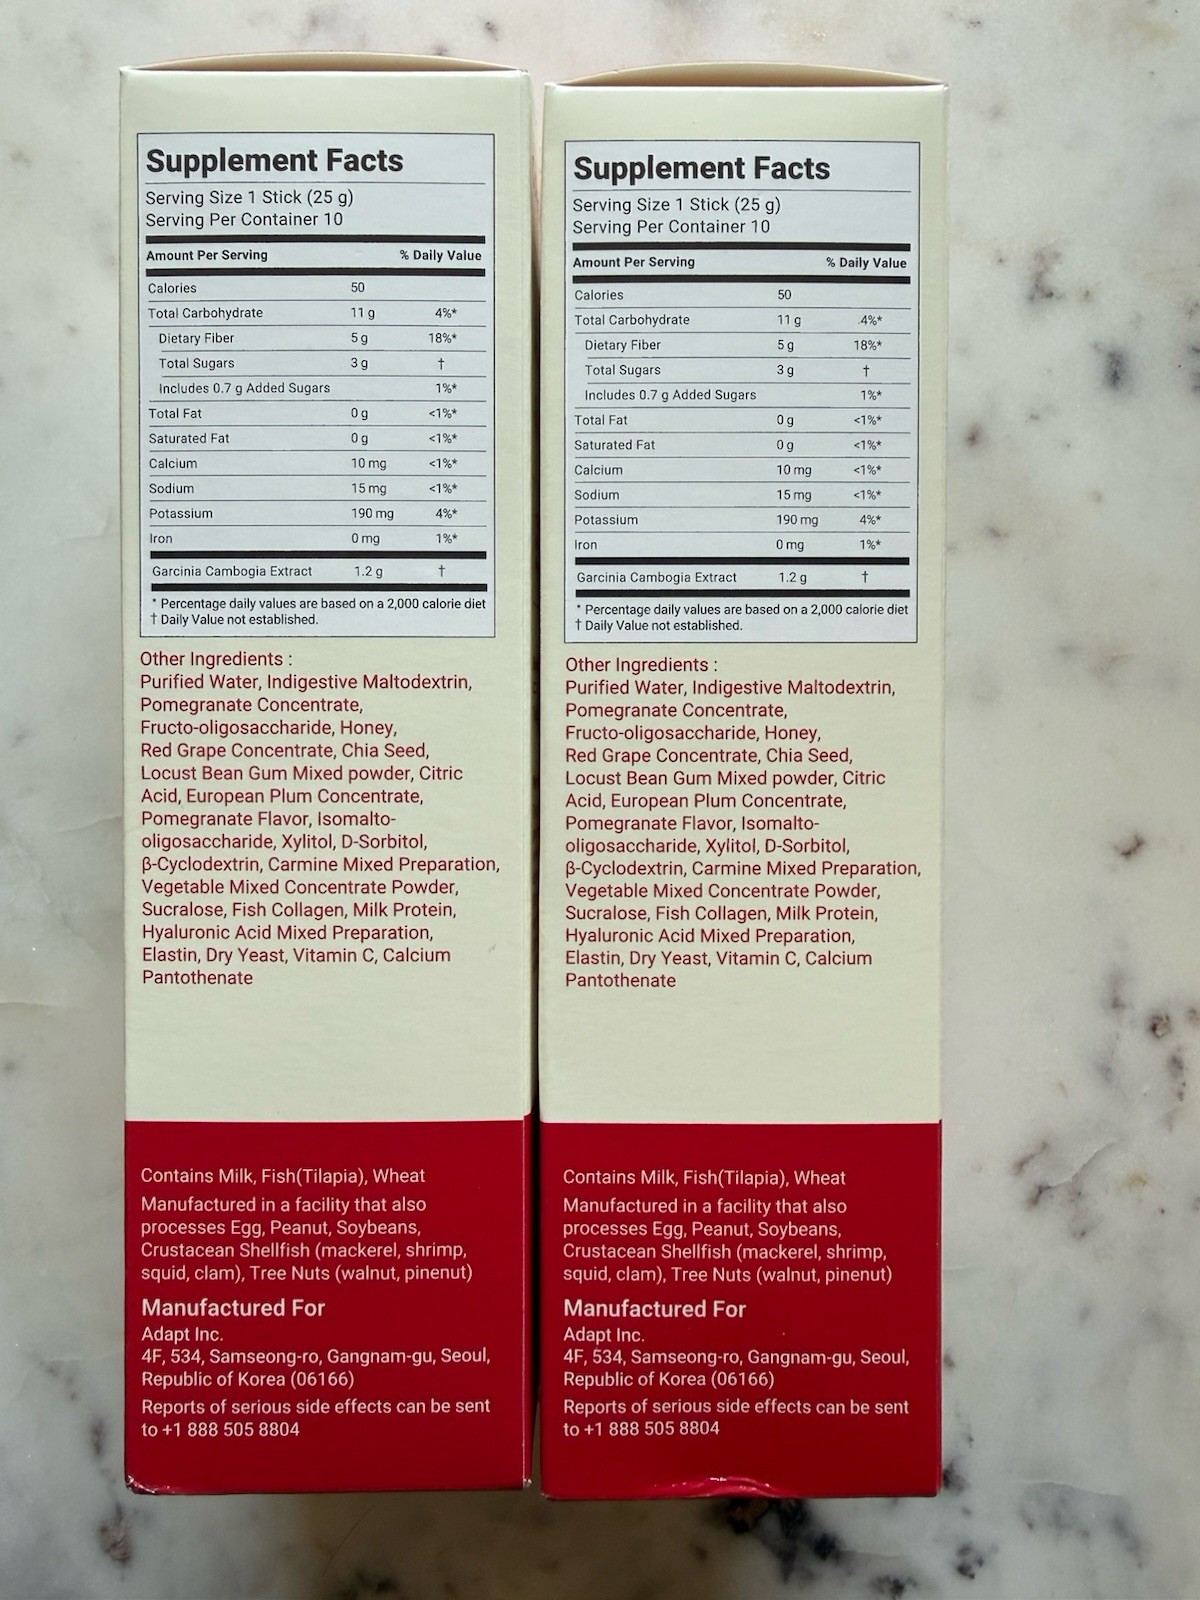 Supplement Facts
Serving Size 1 Stick (25 g)
Serving Per Container 10
Amount Per Serving % Daily Value
Calories 50
Total Carbohydrate 11 g 4%*
Dietary Fiber 5 g 18%*
Total Sugars 3 g †
Includes 0.7 g Added Sugars 1%*
Total Fat 0 g <1%*
Saturated Fat 0 g <1%*
Calcium 10 mg <1%*
Sodium 15 mg <1%*
Potassium 190 mg 4%*
Iron 0 mg 1%*
Garcinia Cambogia Extract 1.2 g †
* Percentage daily values are based on a 2,000 calorie diet
† Daily Value not established.
Other Ingredients :
Purified Water, Indigestive Maltodextrin,
Pomegranate Concentrate,
Fructo-oligosaccharide, Honey,
Red Grape Concentrate, Chia Seed,
Locust Bean Gum Mixed powder, Citric
Acid, European Plum Concentrate,
Pomegranate Flavor, Isomalto-
oligosaccharide, Xylitol, D-Sorbitol,
β-Cyclodextrin, Carmine Mixed Preparation,
Vegetable Mixed Concentrate Powder,
Sucralose, Fish Collagen, Milk Protein,
Hyaluronic Acid Mixed Preparation,
Elastin, Dry Yeast, Vitamin C, Calcium
Pantothenate
Contains Milk, Fish(Tilapia), Wheat
Manufactured in a facility that also
processes Egg, Peanut, Soybeans,
Crustacean Shellfish (mackerel, shrimp,
squid, clam), Tree Nuts (walnut, pinenut)
Manufactured For
Adapt Inc.
4F, 534, Samseong-ro, Gangnam-gu, Seoul,
Republic of Korea (06166)
Reports of serious side effects can be sent
to +1 888 505 8804
Supplement Facts
Serving Size 1 Stick (25 g)
Serving Per Container 10
Amount Per Serving % Daily Value
Calories 50
Total Carbohydrate 11 g 4%*
Dietary Fiber 5 g 18%*
Total Sugars 3 g †
Includes 0.7 g Added Sugars 1%*
Total Fat 0 g <1%*
Saturated Fat 0 g <1%*
Calcium 10 mg <1%*
Sodium 15 mg <1%*
Potassium 190 mg 4%*
Iron 0 mg 1%*
Garcinia Cambogia Extract 1.2 g †
* Percentage daily values are based on a 2,000 calorie diet
† Daily Value not established.
Other Ingredients :
Purified Water, Indigestive Maltodextrin,
Pomegranate Concentrate,
Fructo-oligosaccharide, Honey,
Red Grape Concentrate, Chia Seed,
Locust Bean Gum Mixed powder, Citric
Acid, European Plum Concentrate,
Pomegranate Flavor, Isomalto-
oligosaccharide, Xylitol, D-Sorbitol,
β-Cyclodextrin, Carmine Mixed Preparation,
Vegetable Mixed Concentrate Powder,
Sucralose, Fish Collagen, Milk Protein,
Hyaluronic Acid Mixed Preparation,
Elastin, Dry Yeast, Vitamin C, Calcium
Pantothenate
Contains Milk, Fish(Tilapia), Wheat
Manufactured in a facility that also
processes Egg, Peanut, Soybeans,
Crustacean Shellfish (mackerel, shrimp,
squid, clam), Tree Nuts (walnut, pinenut)
Manufactured For
Adapt Inc.
4F, 534, Samseong-ro, Gangnam-gu, Seoul,
Republic of Korea (06166)
Reports of serious side effects can be sent
to +1 888 505 8804